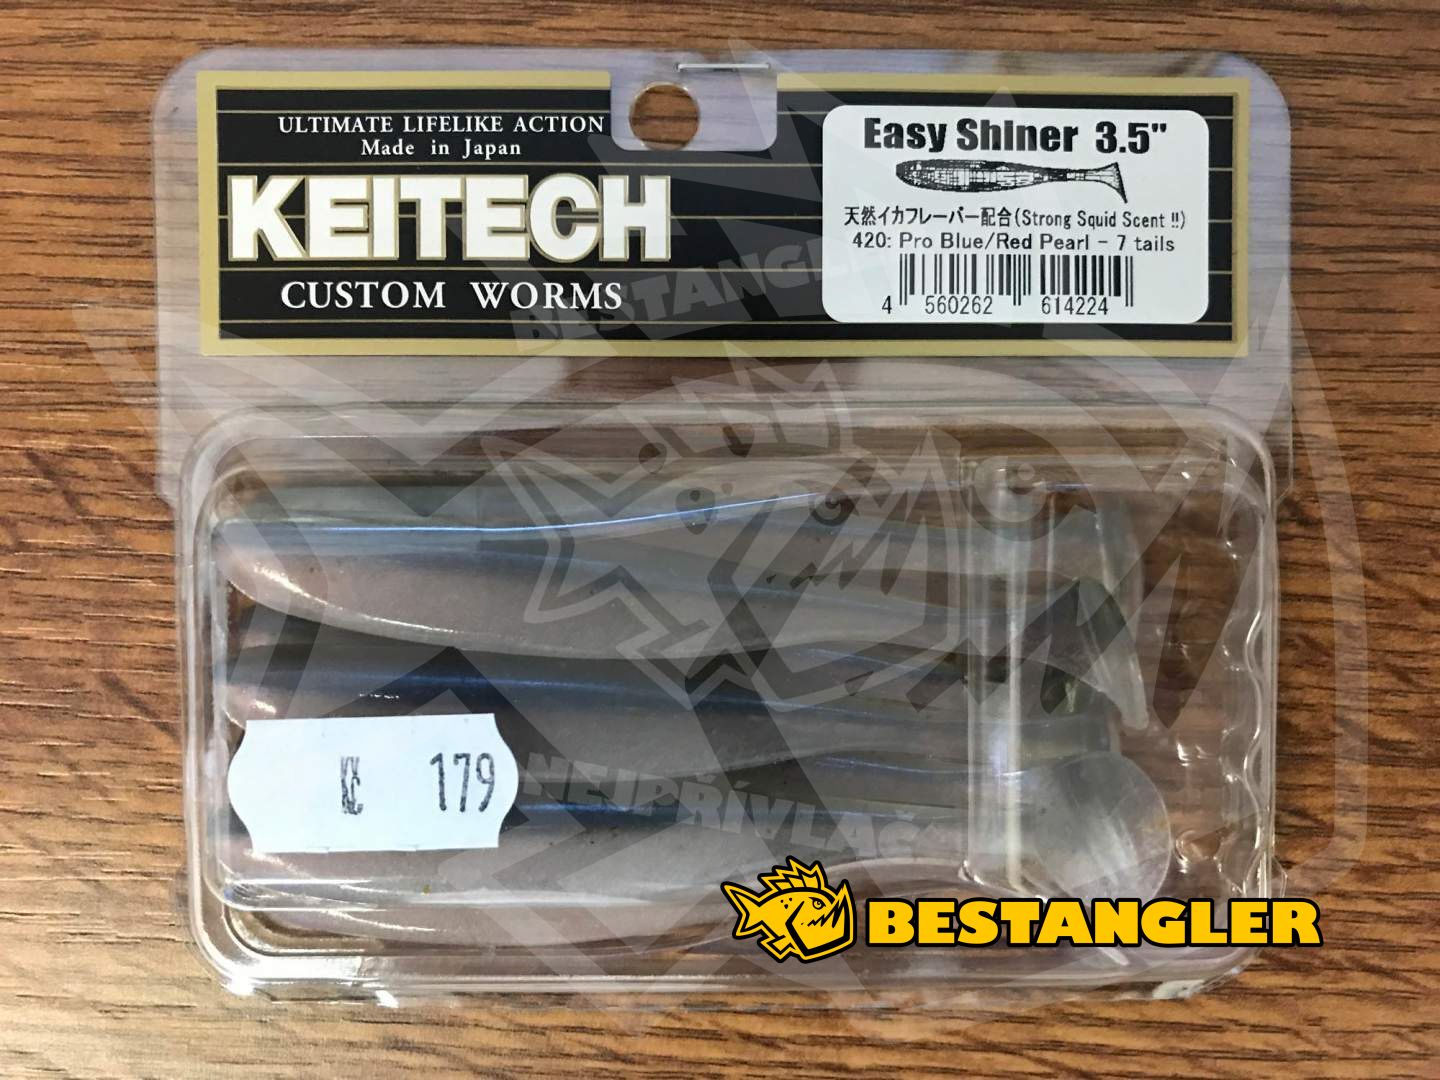 ULTIMATE LIFELIKE ACTION
Made in Japan
KEITECH
CUSTOM WORMS
Easy ShIner 3.5"
天然イカフレーバー配合(Strong Squid Scent !!)
420: Pro Blue/Red Pearl - 7 tails
4 560262 614224
BESTANGLER
Kč 179
NEJPŘÍVLAČ
BESTANGLER